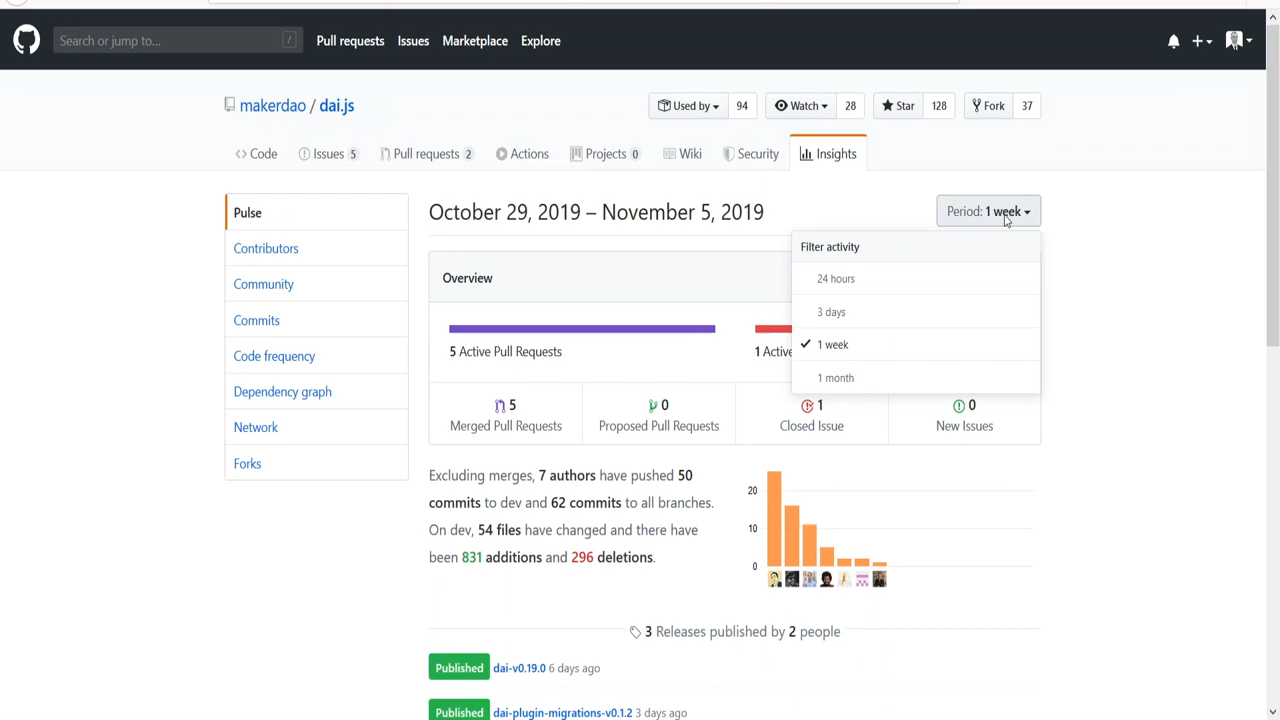 Search or jump to...
/
Pull requests
Issues
Marketplace
Explore
makerdao / dai.js
Used by
94
Watch
28
Star
128
Fork
37
Code
Issues 5
Pull requests 2
Actions
Projects 0
Wiki
Security
Insights
Pulse
Contributors
Community
Commits
Code frequency
Dependency graph
Network
Forks
October 29, 2019 – November 5, 2019
Period: 1 week
Filter activity
24 hours
3 days
1 week
1 month
Overview
5 Active Pull Requests
1 Active
5
Merged Pull Requests
0
Proposed Pull Requests
1
Closed Issue
0
New Issues
Excluding merges, 7 authors have pushed 50
commits to dev and 62 commits to all branches.
On dev, 54 files have changed and there have
been 831 additions and 296 deletions.
20
10
0
3 Releases published by 2 people
Published dai-v0.19.0 6 days ago
Published dai-plugin-migrations-v0.1.2 3 days ago